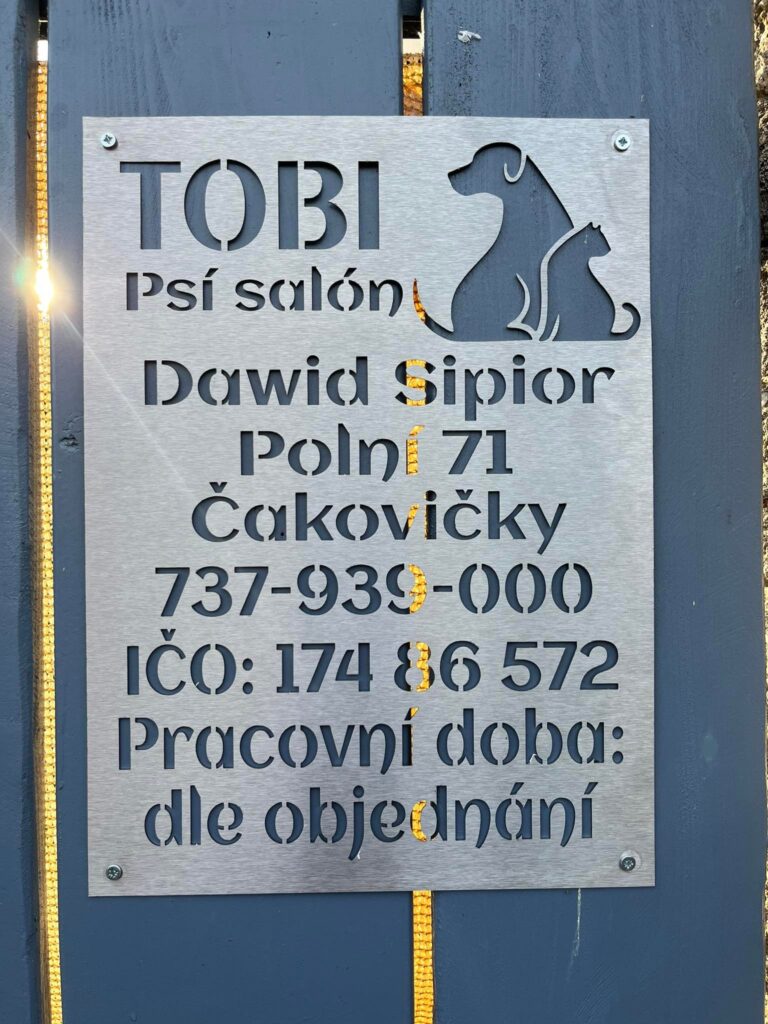 TOBI
Psí salón
Dawid Sipior
Polní 71
Čakovičky
737-939-000
IČO: 174 86 572
Pracovní doba:
dle objednání